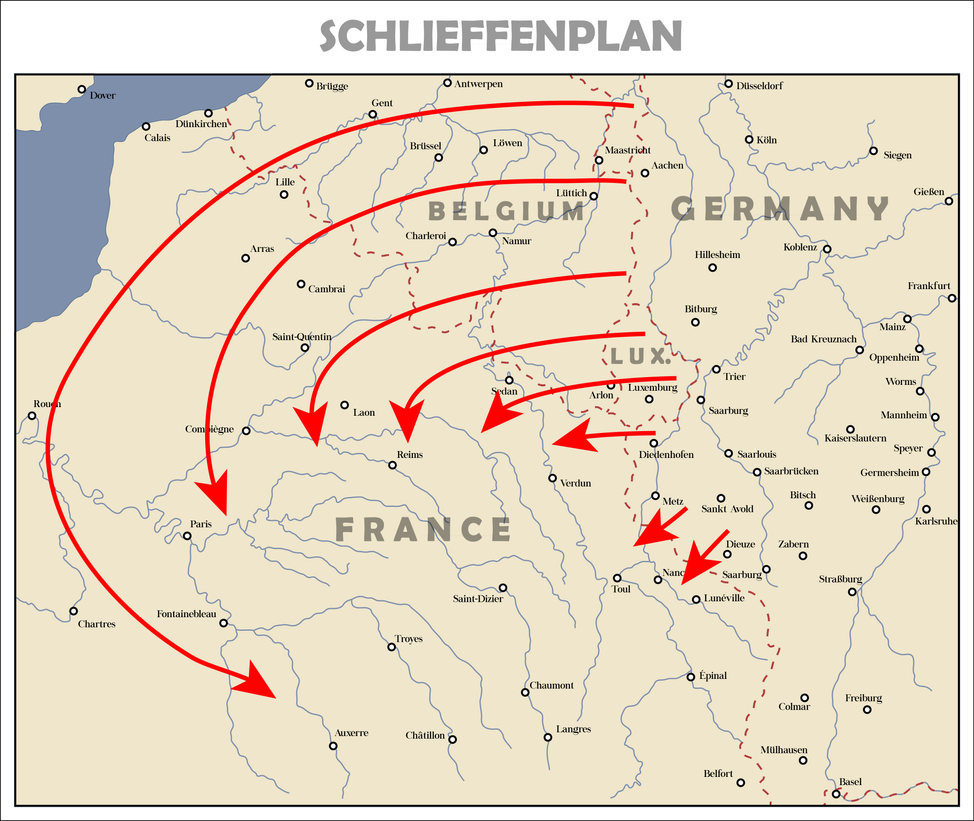 SCHLIEFFENPLAN
Dover
Brügge
Antwerpen
Düsseldorf
Gent
Dünkirchen
Calais
Köln
Brüssel
Löwen
Maastricht
Siegen
Aachen
Lille
Lüttich
Gießen
BELGIUM
GERMANY
Charleroi
Namur
Arras
Koblenz
Hillesheim
Cambrai
Frankfurt
Bitburg
Mainz
Saint-Quentin
Bad Kreuznach
Oppenheim
LUX.
Trier
Worms
Sedan
Arlon
Luxemburg
Rouen
Laon
Saarburg
Mannheim
Compiègne
Kaiserslautern
Reims
Diedenhofen
Saarlouis
Speyer
Saarbrücken
Germersheim
Verdun
Metz
Sankt Avold
Bitsch
Weißenburg
Karlsruhe
Paris
FRANCE
Dieuze
Zabern
Nancy
Saarburg
Straßburg
Toul
Saint-Dizier
Lunéville
Fontainebleau
Chartres
Troyes
Épinal
Chaumont
Colmar
Freiburg
Auxerre
Châtillon
Langres
Mülhausen
Belfort
Basel